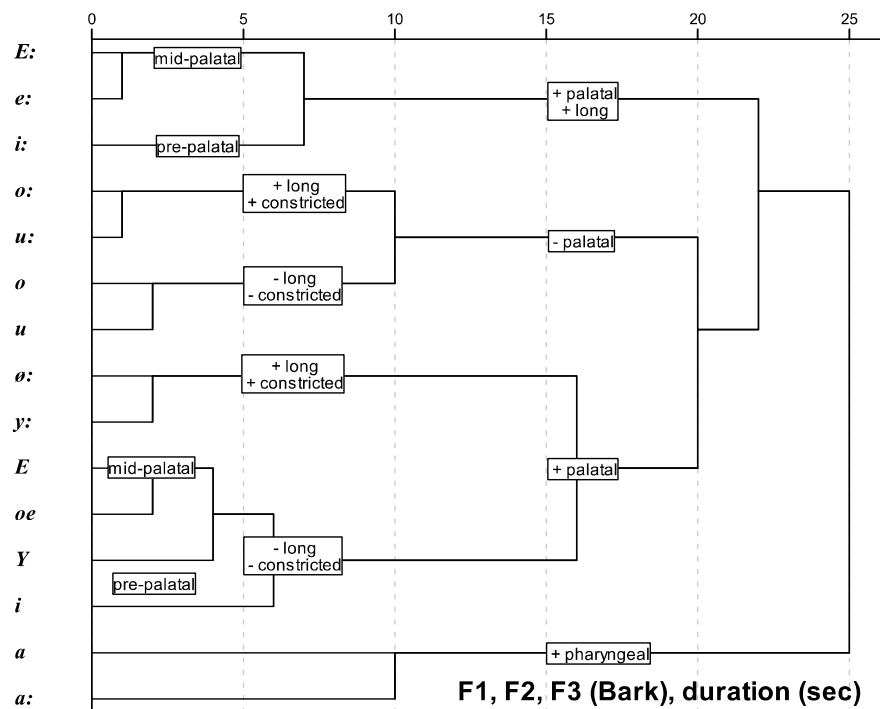 0 5 10 15 20 25
E:
mid-palatal
e:
+ palatal
+ long
i:
pre-palatal
o:
+ long
+ constricted
u:
- palatal
o
- long
- constricted
u
ø:
+ long
+ constricted
y:
E
mid-palatal
+ palatal
oe
Y
- long
- constricted
pre-palatal
i
a
+ pharyngeal
a:
F1, F2, F3 (Bark), duration (sec)